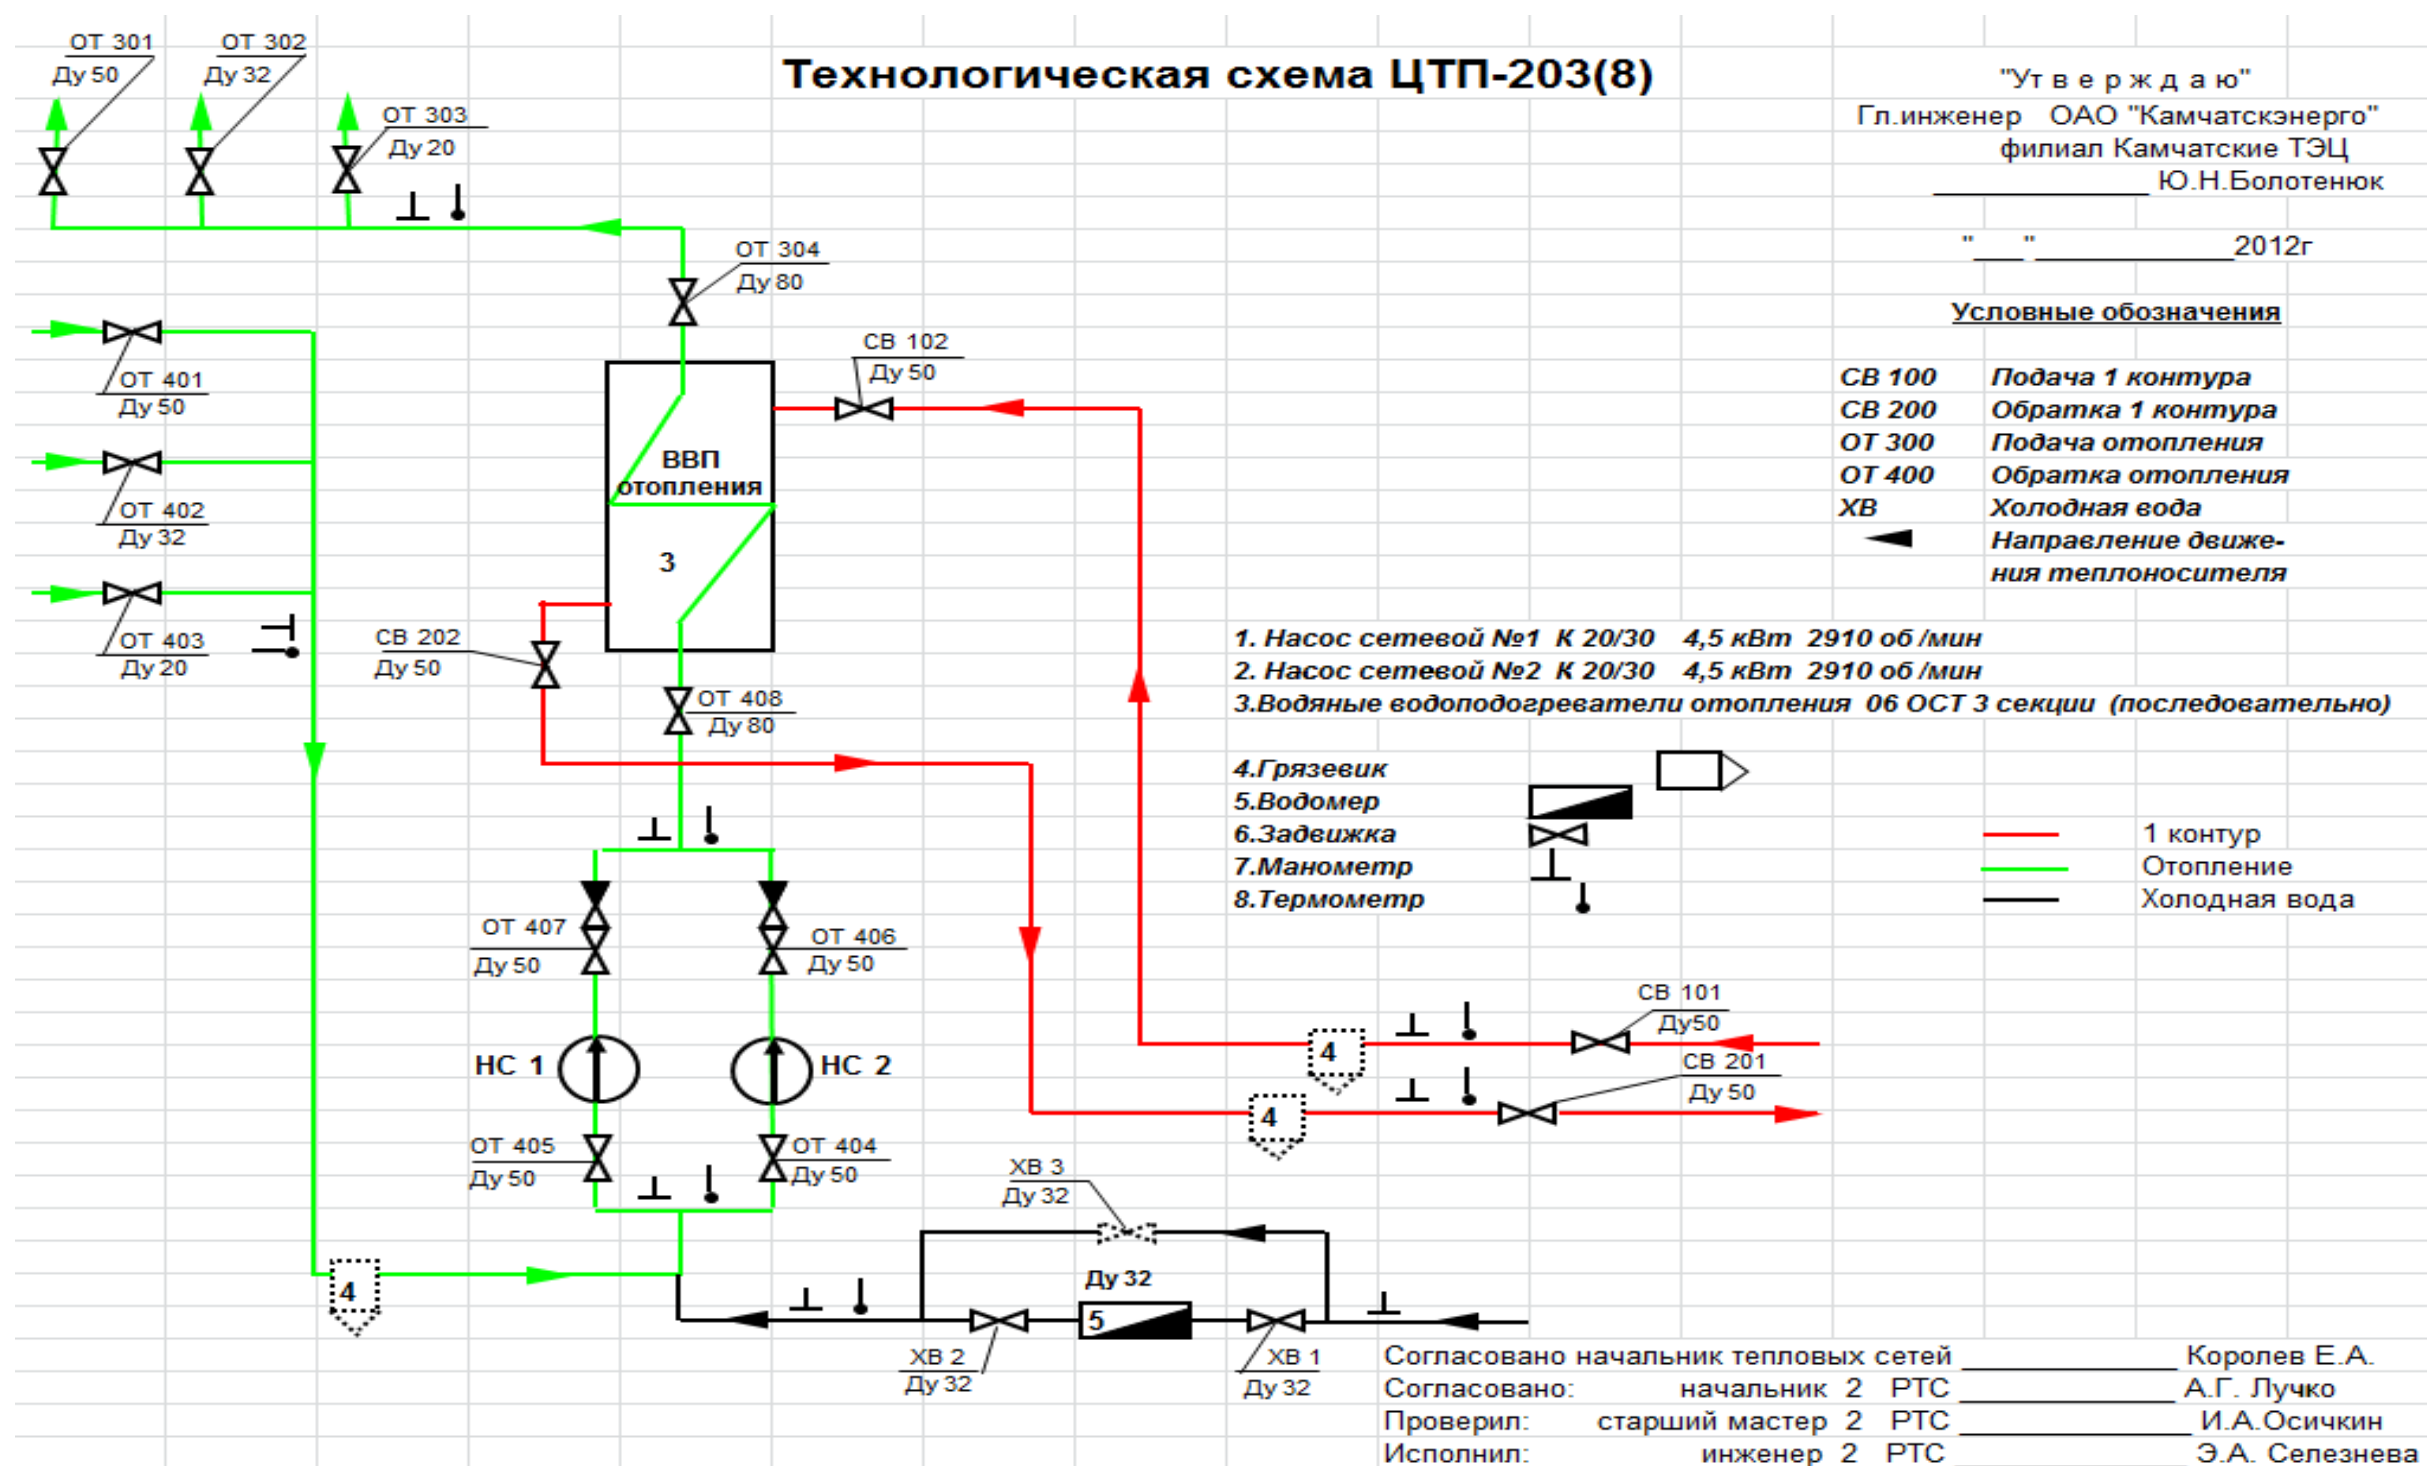 Технологическая схема ЦТП-203(8)
"Ут в е р ж д а ю"
Гл.инженер ОАО "Камчатскэнерго"
филиал Камчатские ТЭЦ
_____________ Ю.Н.Болотенюк
"___"____________2012г
ОТ 301
Ду 50
ОТ 302
Ду 32
ОТ 303
Ду 20
ОТ 304
Ду 80
ОТ 401
Ду 50
ОТ 402
Ду 32
ОТ 403
Ду 20
СВ 102
Ду 50
ВВП
отопления
3
СВ 202
Ду 50
ОТ 408
Ду 80
Условные обозначения
СВ 100 Подача 1 контура
СВ 200 Обратка 1 контура
ОТ 300 Подача отопления
ОТ 400 Обратка отопления
ХВ Холодная вода
Направление движе-
ния теплоносителя
1. Насос сетевой №1 К 20/30 4,5 кВт 2910 об /мин
2. Насос сетевой №2 К 20/30 4,5 кВт 2910 об /мин
3.Водяные водоподогреватели отопления 06 ОСТ 3 секции (последовательно)
4.Грязевик
5.Водомер
6.Задвижка
7.Манометр
8.Термометр
1 контур
Отопление
Холодная вода
ОТ 407
Ду 50
ОТ 406
Ду 50
НС 1
НС 2
ОТ 405
Ду 50
ОТ 404
Ду 50
СВ 101
Ду50
4
СВ 201
Ду 50
4
ХВ 3
Ду 32
4
Ду 32
5
ХВ 2
Ду 32
ХВ 1
Ду 32
Согласовано начальник тепловых сетей _____________ Королев Е.А.
Согласовано: начальник 2 РТС _____________ А.Г. Лучко
Проверил: старший мастер 2 РТС _____________ И.А.Осичкин
Исполнил: инженер 2 РТС _____________ Э.А. Селезнева